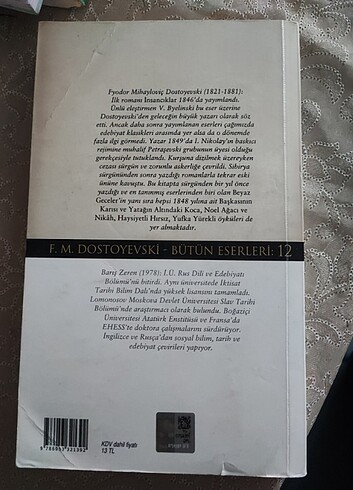 Fyodor Mihayloviç Dostoyevski (1821-1881):
İlk romanı İnsancıklar 1846'da yayımlandı.
Ünlü eleştirmen V. Byelinski bu eser üzerine
Dostoyevski'den geleceğin büyük yazarı olarak söz
etti. Ancak daha sonra yayımlanan eserleri çağımızda
edebiyat klasikleri arasında yer alsa da o dönemde
fazla ilgi görmedi. Yazar 1849'da I. Nikolay'ın baskıcı
rejimine muhalif Petraşevski grubunun üyesi olduğu
gerekçesiyle tutuklandı. Kurşuna dizilmek üzereyken
cezası sürgün ve zorunlu askerliğe çevrildi. Sibirya
sürgününden sonra yazdığı romanlarla tekrar eski
ününe kavuştu. Bu kitapta sürgünden bir yıl önce
yazdığı ve en tanınmış eserlerinden biri olan Beyaz
Geceler'in yanı sıra hepsi 1848 yılına ait Başkasının
Karısı ve Yatağın Altındaki Koca, Noel Ağacı ve
Nikâh, Haysiyetli Hırsız, Yufka Yürekli öyküleri de
yer almaktadır.
F. M. DOSTOYEVSKİ - BÜTÜN ESERLERİ: 12
Barış Zeren (1978): İ.Ü. Rus Dili ve Edebiyatı
Bölümü'nü bitirdi. Aynı üniversitede İktisat
Tarihi Bilim Dalı'nda yüksek lisansını tamamladı.
Lomonosov Moskova Devlet Üniversitesi Slav Tarihi
Bölümü'nde araştırmacı olarak bulundu. Boğaziçi
Üniversitesi Atatürk Enstitüsü ve Fransa'da
EHESS'te doktora çalışmalarını sürdürüyor.
İngilizce ve Rusça'dan sosyal bilim, tarih ve
edebiyat çevirileri yapıyor.
KDV dahil fiyatı
13 TL